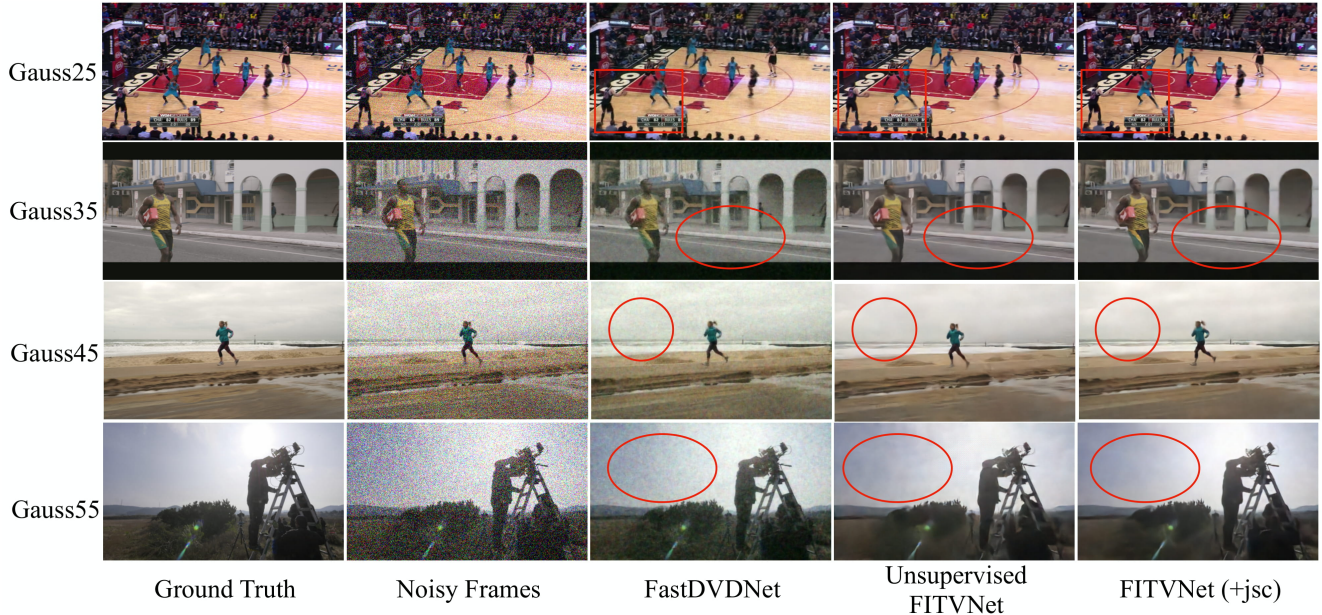 Gauss25
Gauss35
Gauss45
Gauss55
Ground Truth
Noisy Frames
FastDVDNet
Unsupervised
FITVNet
FITVNet (+jsc)